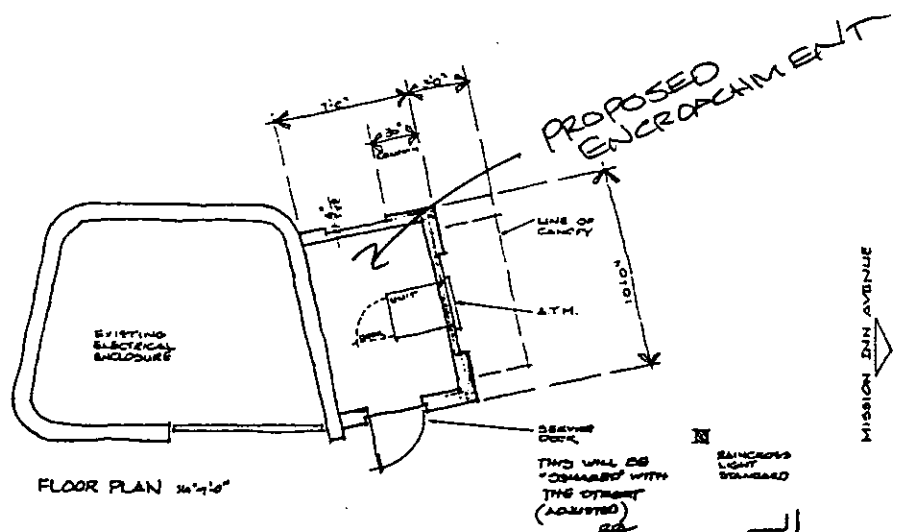 PROPOSED
ENCROACHMENT
7'0"
2'0"
LINE OF
CANOPY
10'0"
UNIT
A.T.M.
EXISTING
ELECTRICAL
ENCLOSURE
MISSION INN AVENUE
SERVICE
DOOR
RAINCROSS
LIGHT
STANDARD
THIS WILL BE
"SQUARED" WITH
THE STREET
(ADJUSTED)
FLOOR PLAN